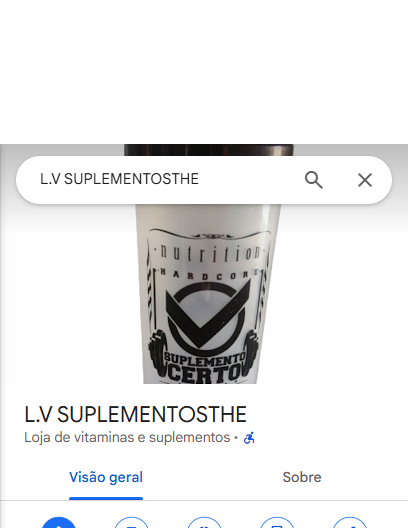 L.V SUPLEMENTOSTHE
nutrition
HARDCORE
SUPLEMENTO
CERTO
L.V SUPLEMENTOSTHE
Loja de vitaminas e suplementos ·
Visão geral
Sobre